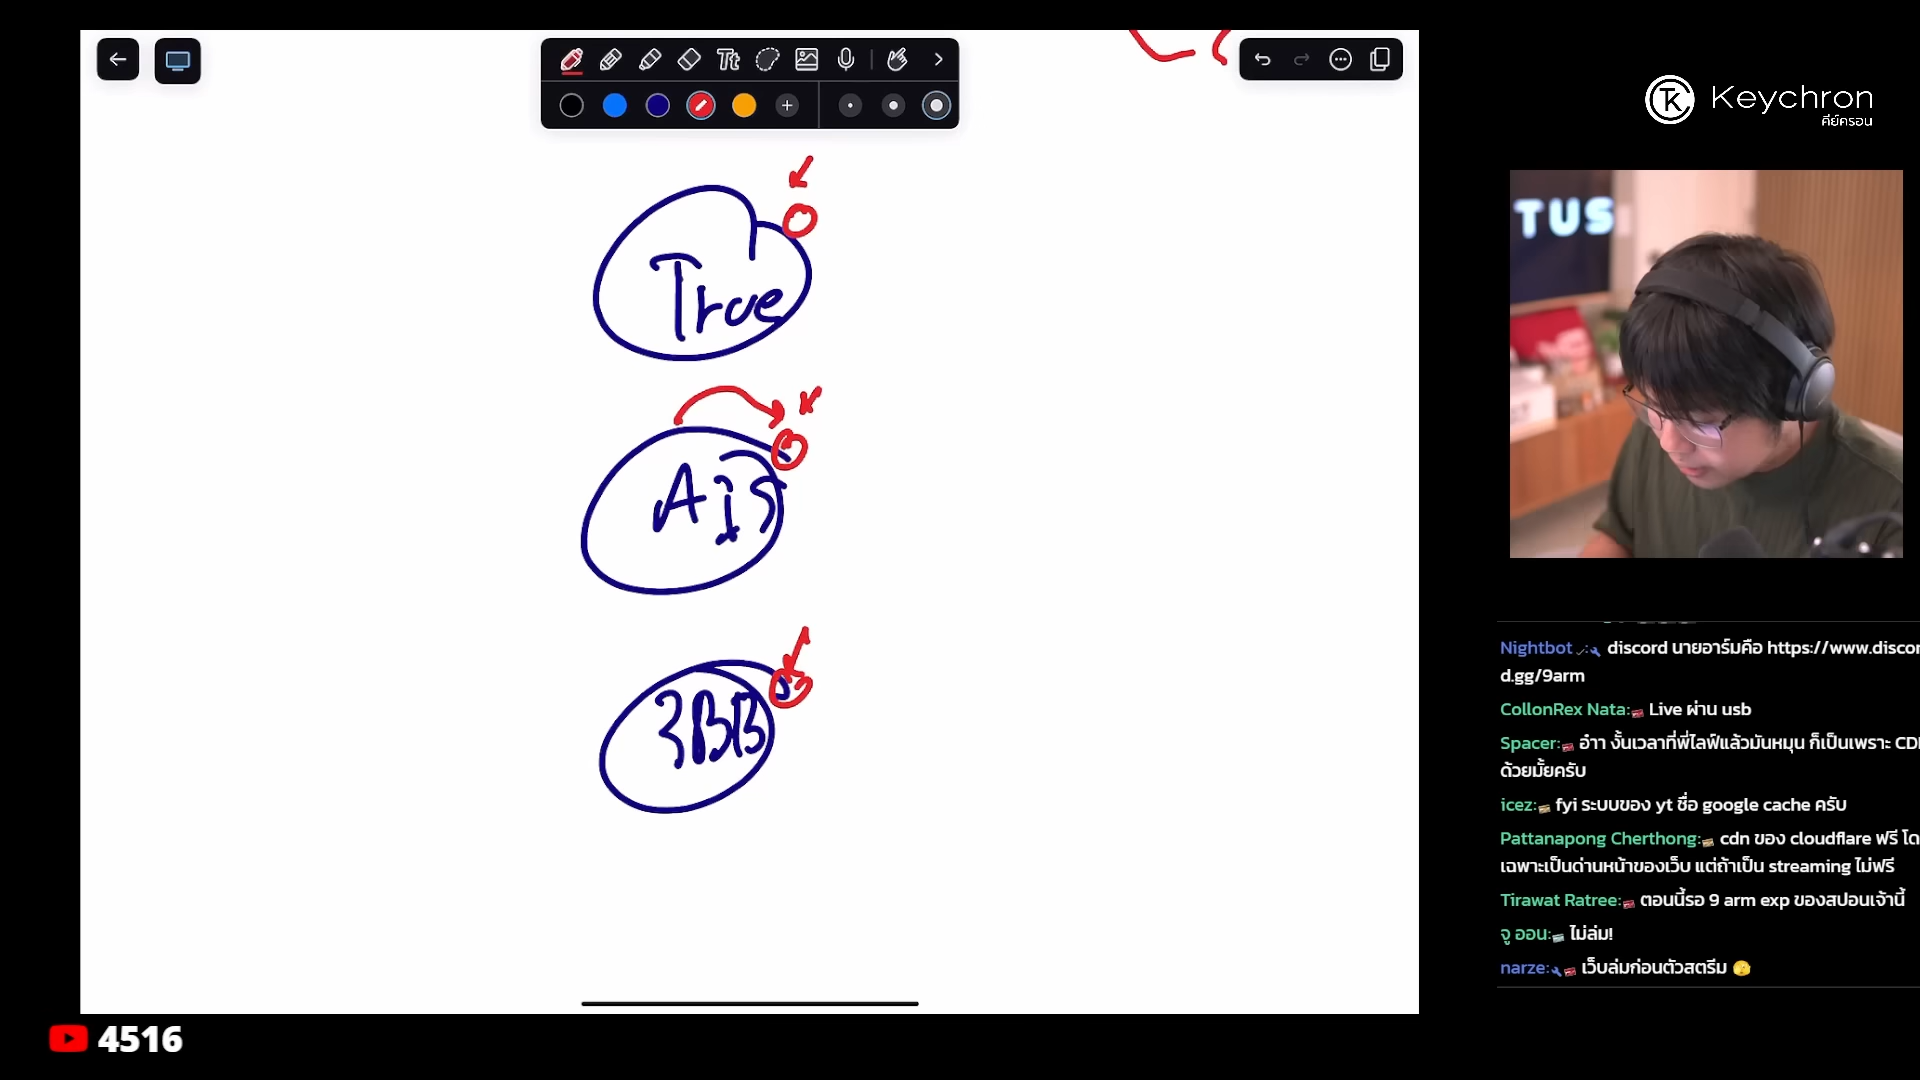 Tt
Keychron
คีย์ครอน
TUS
True
AIS
3BB
Nightbot discord นายอาร์มคือ https://www.discor
d.gg/9arm
CollonRex Nata: Live ผ่าน usb
Spacer: อ๋าา งั้นเวลาที่พี่ไลฟ์แล้วมันหมุน ก็เป็นเพราะ CD
ด้วยมั้ยครับ
icez: fyi ระบบของ yt ชื่อ google cache ครับ
Pattanapong Cherthong: cdn ของ cloudflare ฟรี โด
เฉพาะเป็นด่านหน้าของเว็บ แต่ถ้าเป็น streaming ไม่ฟรี
Tirawat Ratree: ตอนนี้รอ 9 arm exp ของสปอนเจ้านี้
จู ออน: ไม่ล่ม!
narze: เว็บล่มก่อนตัวสตรีม
4516